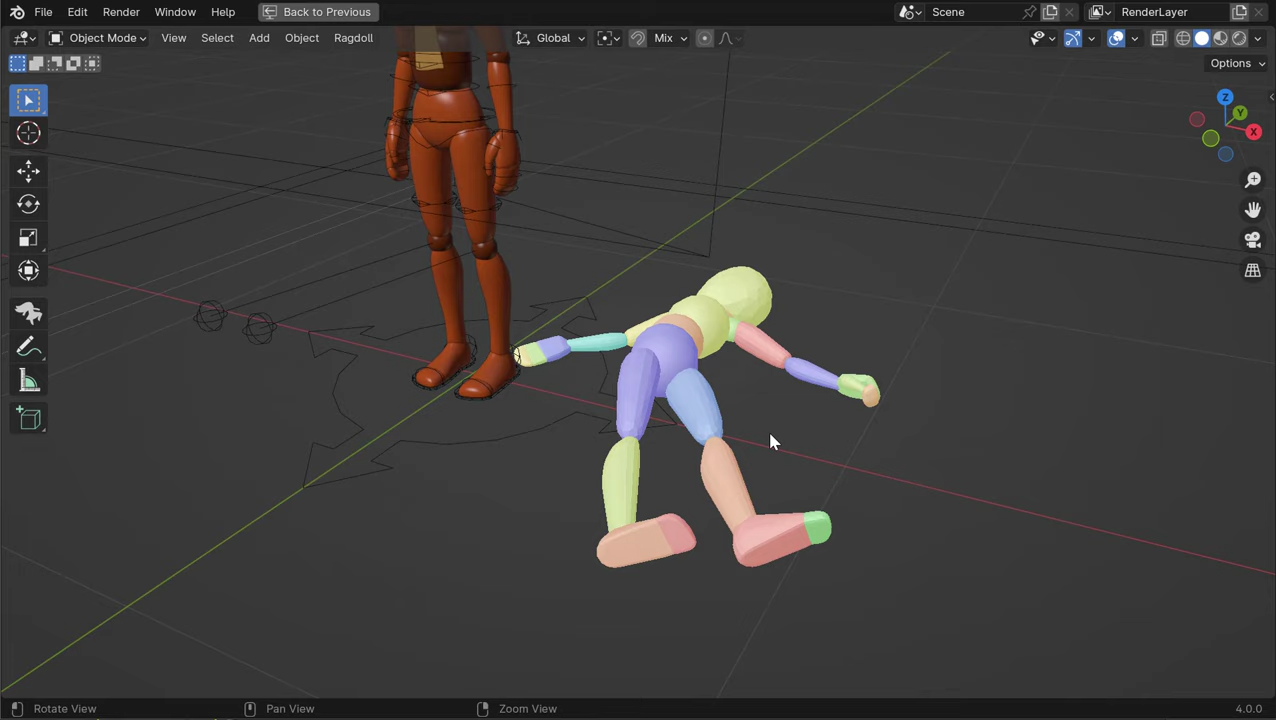 File Edit Render Window Help Back to Previous Scene RenderLayer
Object Mode View Select Add Object Ragdoll Global Mix
Options
Z
Y
X
Rotate View Pan View Zoom View 4.0.0